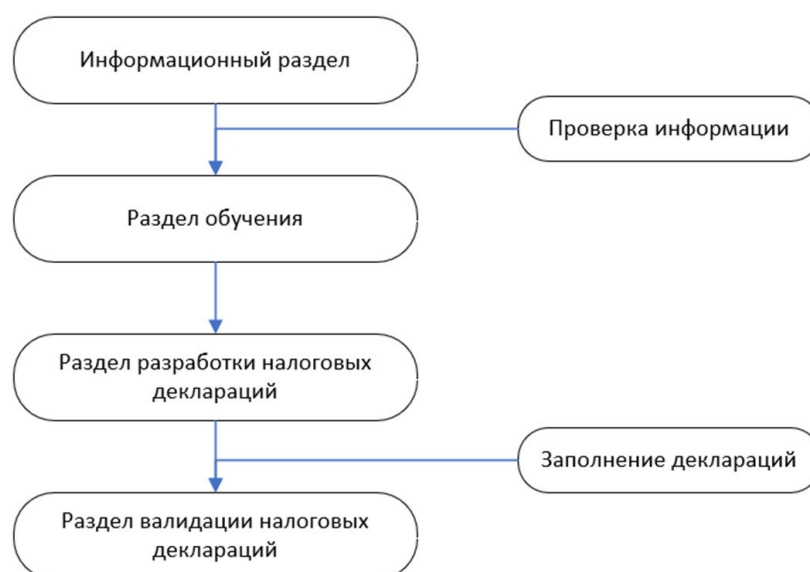 Информационный раздел
Проверка информации
Раздел обучения
Раздел разработки налоговых
деклараций
Заполнение деклараций
Раздел валидации налоговых
деклараций